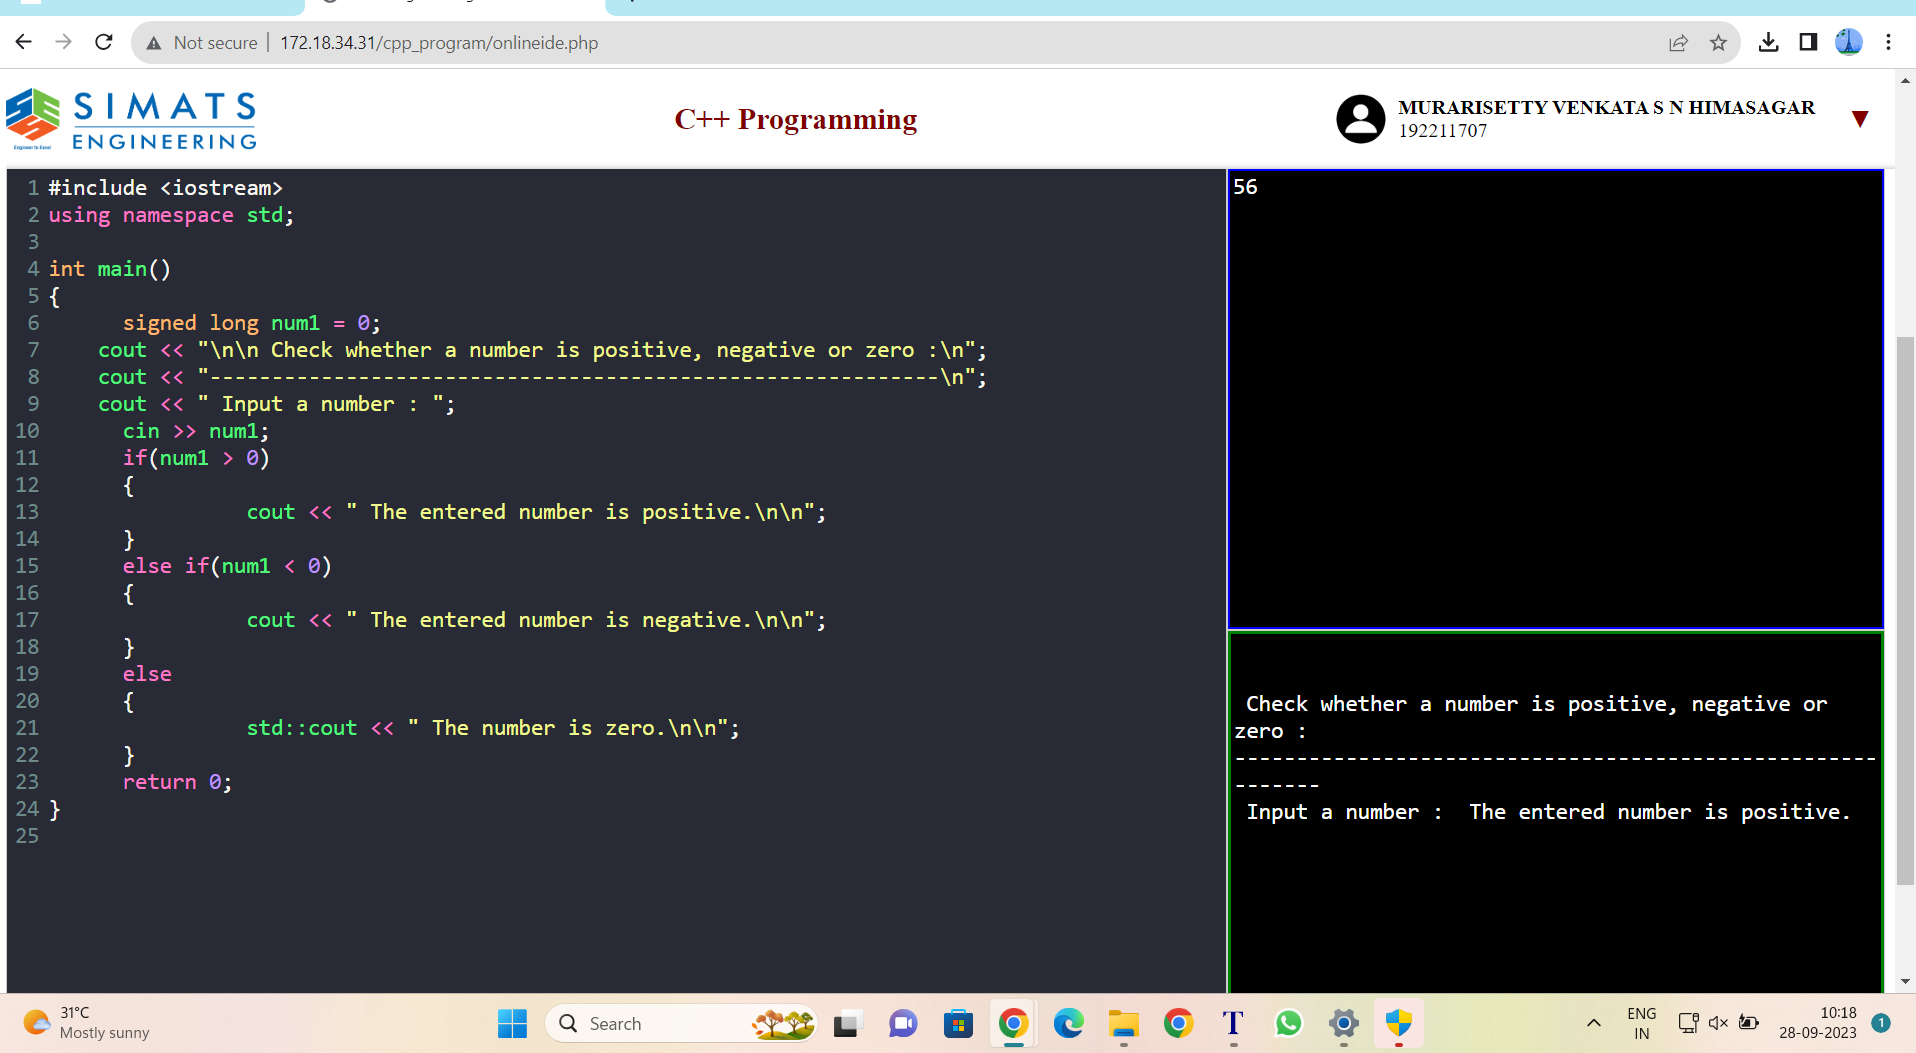 Not secure | 172.18.34.31/cpp_program/onlineide.php
SIMATS
ENGINEERING
Engineer to Excel
C++ Programming
MURARISETTY VENKATA S N HIMASAGAR
192211707
1 #include <iostream>
2 using namespace std;
3
4 int main()
5 {
6       signed long num1 = 0;
7     cout << "\n\n Check whether a number is positive, negative or zero :\n";
8     cout << "-----------------------------------------------------------\n";
9     cout << " Input a number : ";
10       cin >> num1;
11       if(num1 > 0)
12       {
13                 cout << " The entered number is positive.\n\n";
14       }
15       else if(num1 < 0)
16       {
17                 cout << " The entered number is negative.\n\n";
18       }
19       else
20       {
21                 std::cout << " The number is zero.\n\n";
22       }
23       return 0;
24 }
25
56
Check whether a number is positive, negative or
zero :
----------------------------------------------------
-------
Input a number :  The entered number is positive.
31°C
Mostly sunny
Search
T
ENG
IN
10:18
28-09-2023
1